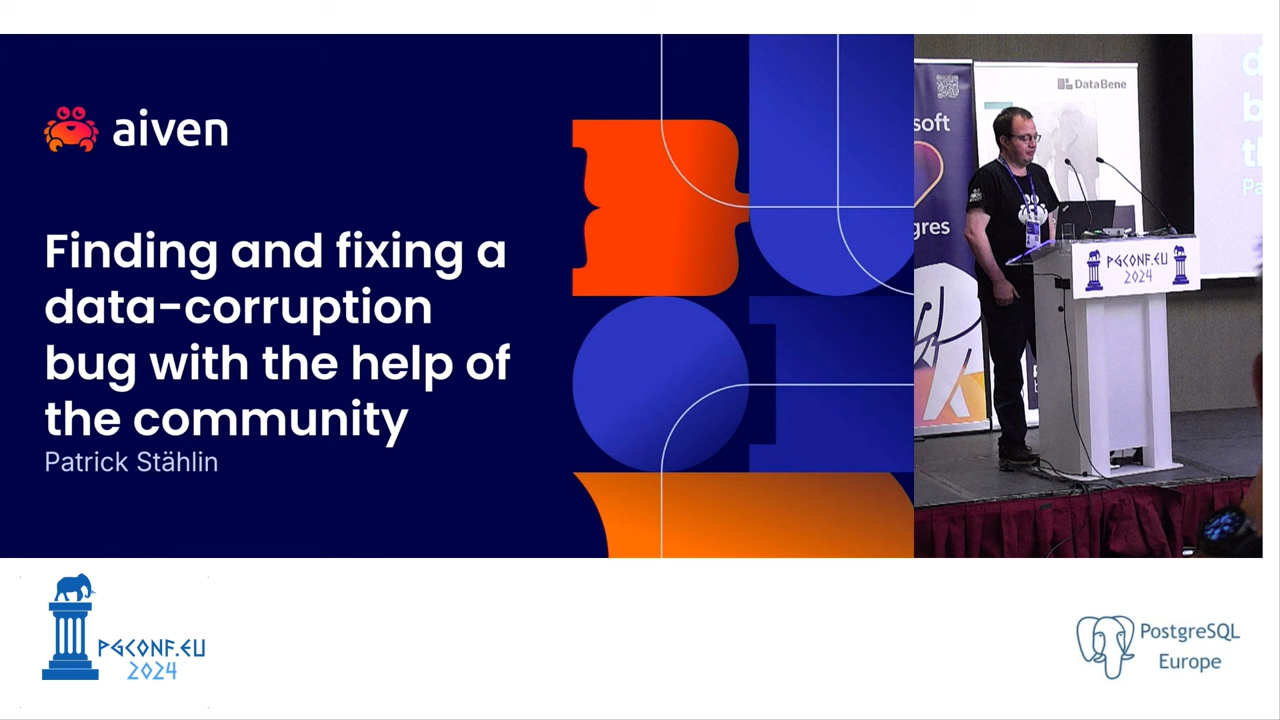 aiven
Finding and fixing a
data-corruption
bug with the help of
the community
Patrick Stählin
DataBene
soft
gres
PGCONF.EU
2024
PGCONF.EU
2024
PostgreSQL
Europe